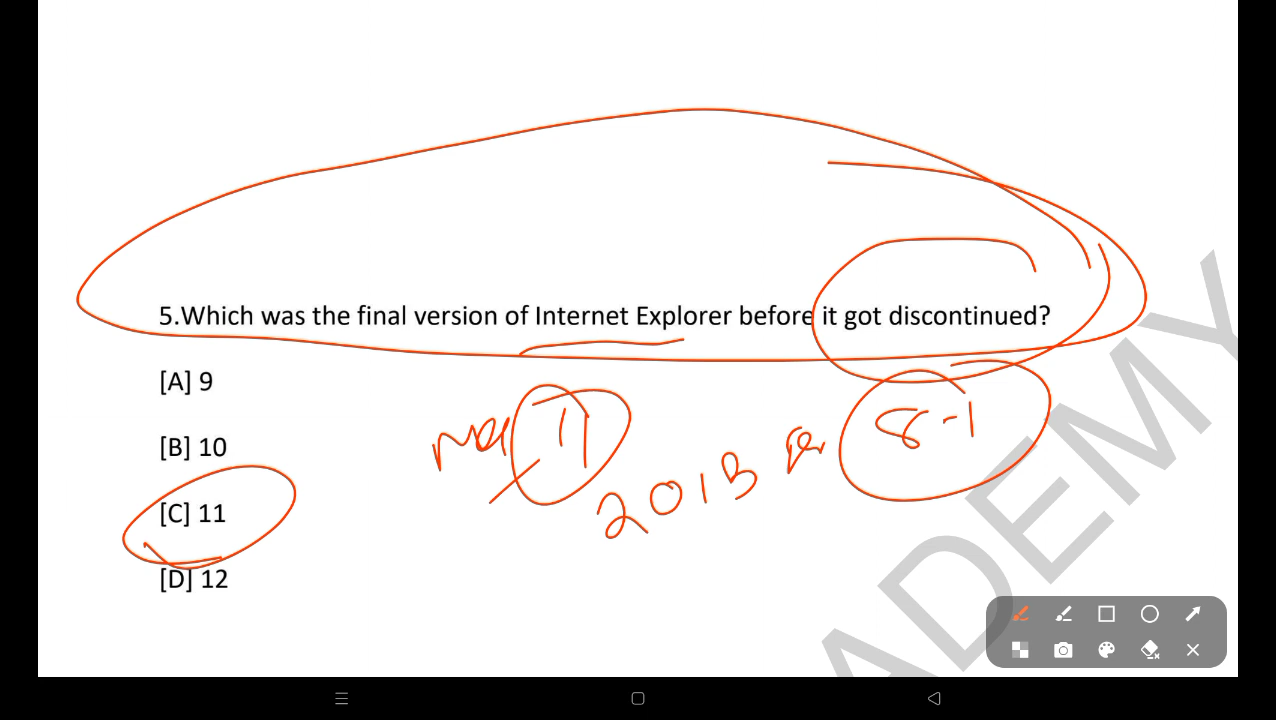 5.Which was the final version of Internet Explorer before it got discontinued?
[A] 9
[B] 10
11
8-1
2013 for
[C] 11
[D] 12
ADEMY